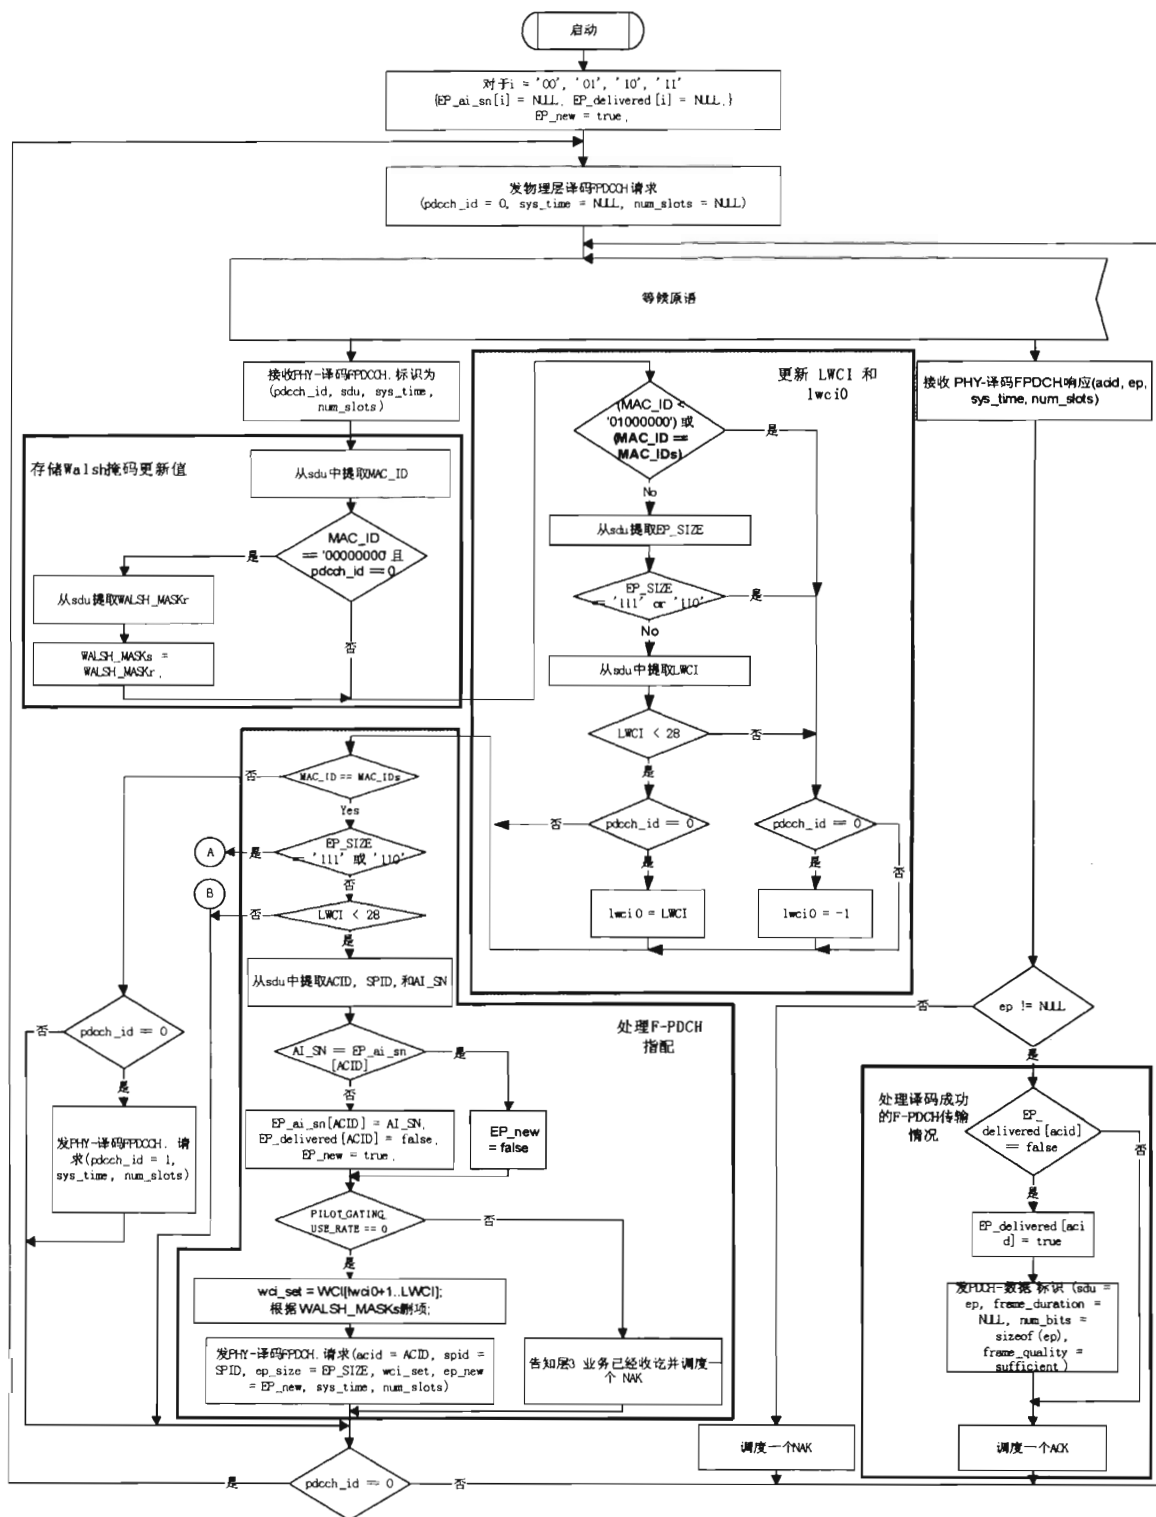 启动
对于i = '00', '01', '10', '11'
{EP_ai_sn[i] = NULL, EP_delivered[i] = NULL,}
EP_new = true,
发物理层译码FPDCCH请求
(pdcch_id = 0, sys_time = NULL, num_slots = NULL)
等候原语
接收PHY-译码FPDCCH.标识为
(pdcch_id, sdu, sys_time,
num_slots)
更新 LWCI 和
lwci0
接收 PHY-译码FPDCH响应(acid, ep,
sys_time, num_slots)
(MAC_ID <
'01000000') 或
(MAC_ID ==
MAC_IDs)
是
No
存储Walsh掩码更新值
从sdu中提取MAC_ID
MAC_ID
== '00000000' 且
pdcch_id == 0
是
否
从sdu提取WALSH_MASKr
WALSH_MASKs =
WALSH_MASKr,
从sdu提取EP_SIZE
EP_SIZE
== '111' or '110'
是
No
从sdu中提取LWCI
LWCI < 28
否
是
pdcch_id == 0
否
是
pdcch_id == 0
是
否
lwci0 = LWCI
lwci0 = -1
MAC_ID == MAC_IDs
否
Yes
EP_SIZE
== '111' 或 '110'
是
A
否
B
LWCI < 28
否
是
从sdu中提取ACID, SPID,和AI_SN
处理F-PDCH
指配
ep != NULL
否
是
pdcch_id == 0
否
是
AI_SN == EP_ai_sn
[ACID]
是
否
EP_ai_sn[ACID] = AI_SN,
EP_delivered[ACID] = false,
EP_new = true,
EP_new
= false
处理译码成功
的F-PDCH传输
情况
EP_
delivered[acid]
== false
否
是
发PHY-译码FPDCCH. 请
求(pdcch_id = 1,
sys_time, num_slots)
PILOT_GATING_
USE_RATE == 0
否
是
EP_delivered[aci
d] = true
wci_set = WCI[lwci0+1..LWCI];
根据 WALSH_MASKs删项;
发PDCH-数据.标识 (sdu =
ep, frame_duration =
NULL, num_bits =
sizeof(ep),
frame_quality =
sufficient)
发PHY-译码FPDCH.请求(acid = ACID, spid =
SPID, ep_size = EP_SIZE, wci_set, ep_new
= EP_new, sys_time, num_slots)
告知层3 业务已经收讫并调度一
个 NAK
调度一个NAK
调度一个ACK
是
pdcch_id == 0
否